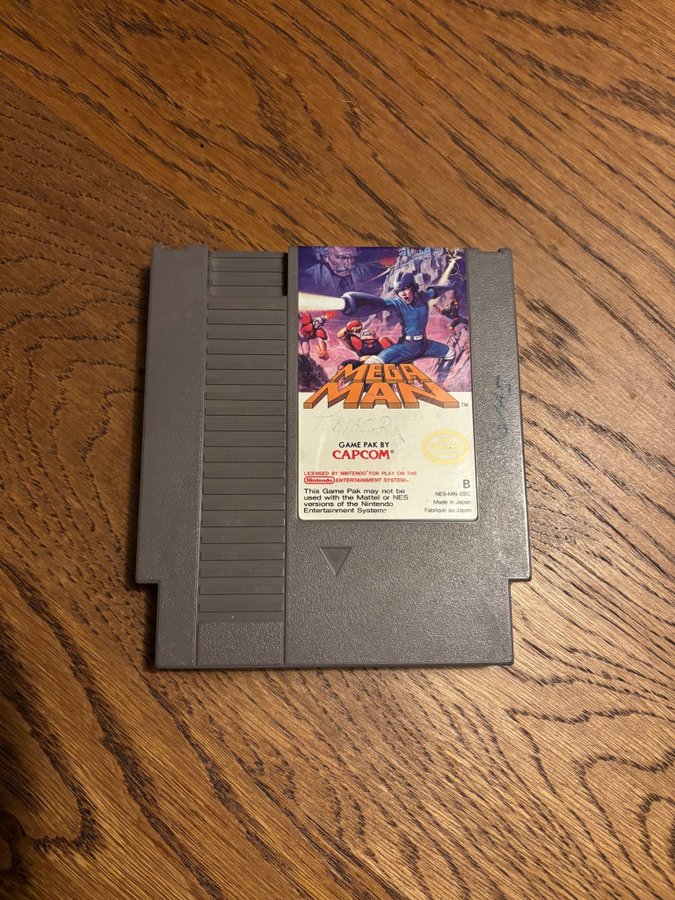 MEGA
MAN™
GAME PAK BY
CAPCOM®
LICENSED BY NINTENDO® FOR PLAY ON THE
Nintendo® ENTERTAINMENT SYSTEM®
This Game Pak may not be
used with the Mattel or NES
versions of the Nintendo
Entertainment System®.
B
NES-MN-EEC
Made in Japan
Fabriqué au Japon